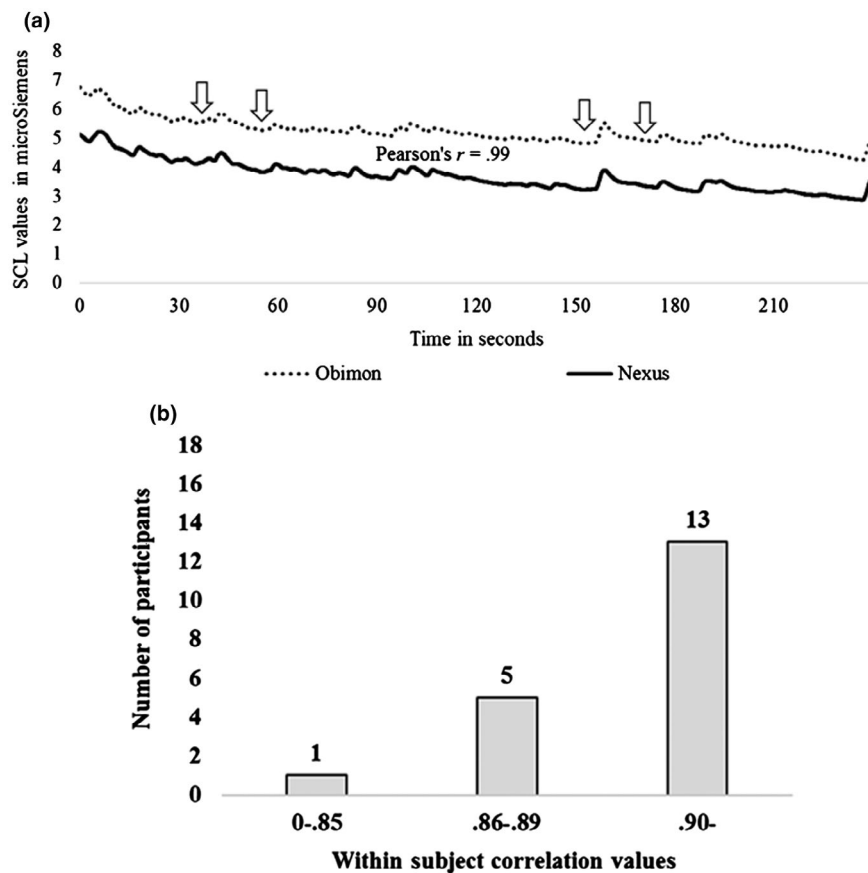 (a)
8
7
6
5
4
3
2
1
0
SCL values in microSiemens
Pearson's r = .99
0 30 60 90 120 150 180 210
Time in seconds
Obimon Nexus
(b)
18
16
14
12
10
8
6
4
2
0
Number of participants
1
5
13
0-.85 .86-.89 .90-
Within subject correlation values